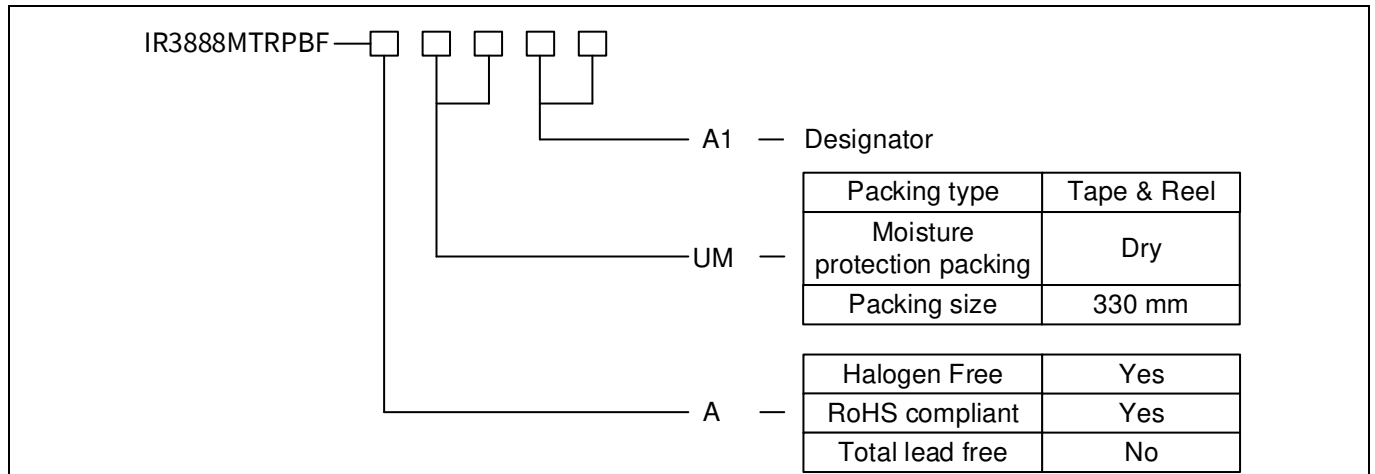 IR3888MTRPBF
A1 — Designator
Packing type Tape & Reel
Moisture
protection packing Dry
UM —
Packing size 330 mm
Halogen Free Yes
A — RoHS compliant Yes
Total lead free No